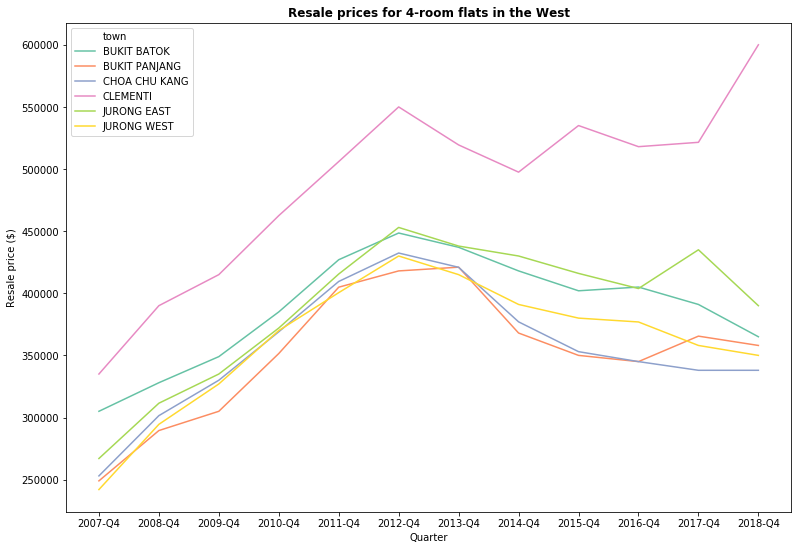 Resale prices for 4-room flats in the West
town
BUKIT BATOK
BUKIT PANJANG
CHOA CHU KANG
CLEMENTI
JURONG EAST
JURONG WEST
Resale price ($)
600000
550000
500000
450000
400000
350000
300000
250000
2007-Q4 2008-Q4 2009-Q4 2010-Q4 2011-Q4 2012-Q4 2013-Q4 2014-Q4 2015-Q4 2016-Q4 2017-Q4 2018-Q4
Quarter